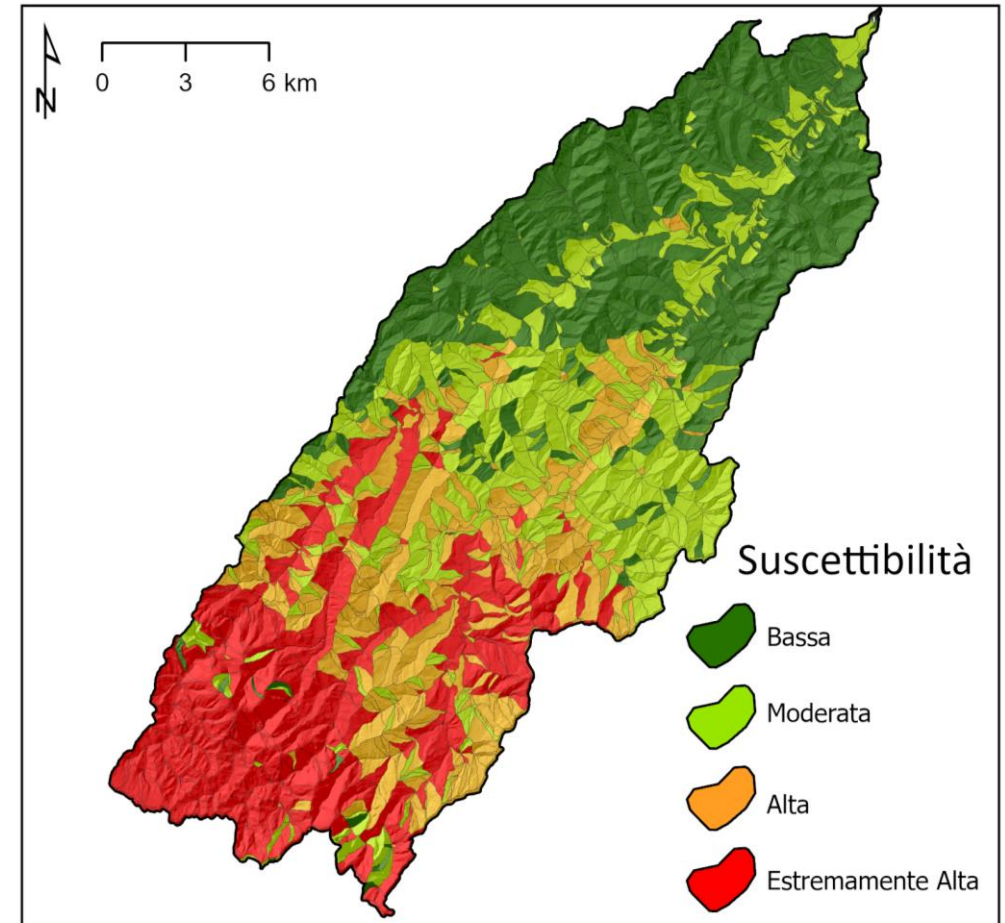 N
0 3 6 km
Suscettibilità
Bassa
Moderata
Alta
Estremamente Alta